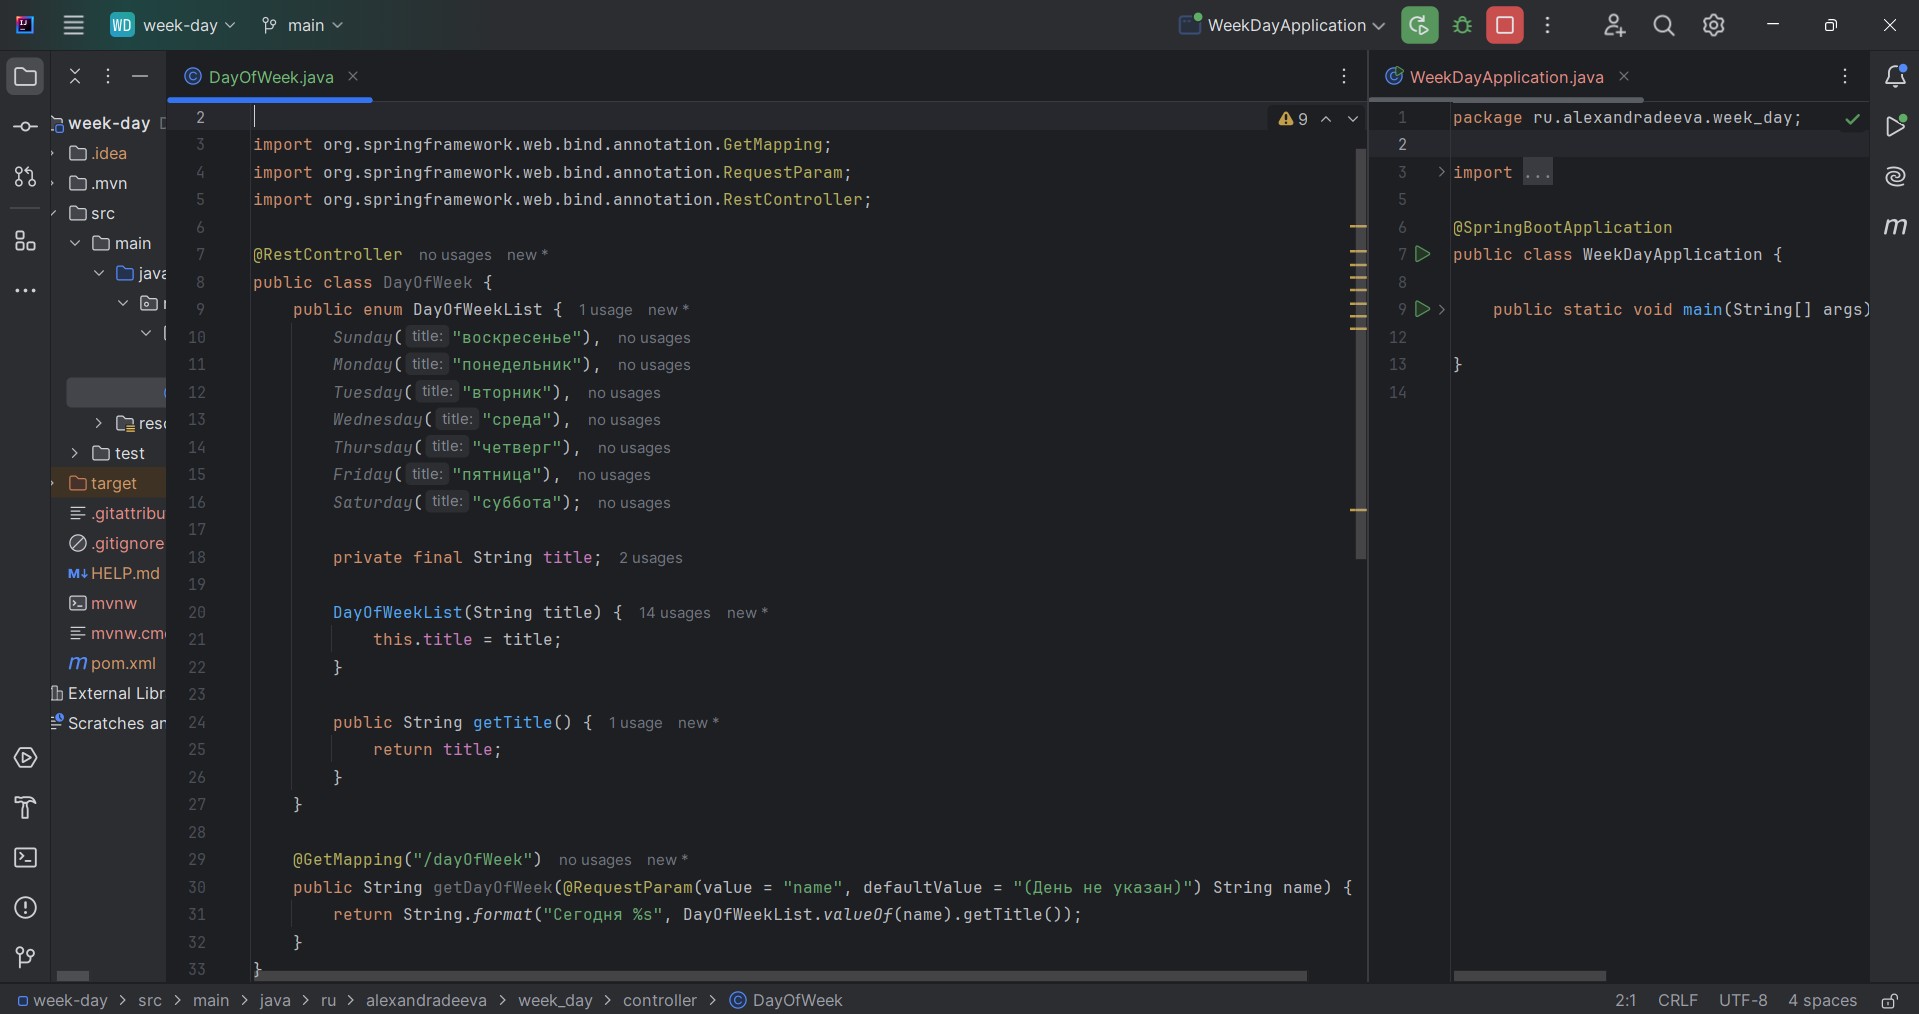 WD week-day main WeekDayApplication
DayOfWeek.java
WeekDayApplication.java
week-day
.idea
.mvn
src
main
java
res
test
target
.gitattribu
.gitignore
M↓ HELP.md
mvnw
mvnw.cm
m pom.xml
External Libr
Scratches an
9
2
3 import org.springframework.web.bind.annotation.GetMapping;
4 import org.springframework.web.bind.annotation.RequestParam;
5 import org.springframework.web.bind.annotation.RestController;
6
7 @RestController no usages new *
8 public class DayOfWeek {
9 public enum DayOfWeekList { 1 usage new *
10 Sunday( title: "воскресенье"), no usages
11 Monday( title: "понедельник"), no usages
12 Tuesday( title: "вторник"), no usages
13 Wednesday( title: "среда"), no usages
14 Thursday( title: "четверг"), no usages
15 Friday( title: "пятница"), no usages
16 Saturday( title: "суббота"); no usages
17
18 private final String title; 2 usages
19
20 DayOfWeekList(String title) { 14 usages new *
21 this.title = title;
22 }
23
24 public String getTitle() { 1 usage new *
25 return title;
26 }
27 }
28
29 @GetMapping("/dayOfWeek") no usages new *
30 public String getDayOfWeek(@RequestParam(value = "name", defaultValue = "(День не указан)") String name) {
31 return String.format("Сегодня %s", DayOfWeekList.valueOf(name).getTitle());
32 }
33 }
1 package ru.alexandradeeva.week_day;
2
3 import ...
5
6 @SpringBootApplication
7 public class WeekDayApplication {
8
9 public static void main(String[] args)
12
13 }
14
m
week-day > src > main > java > ru > alexandradeeva > week_day > controller > DayOfWeek
2:1 CRLF UTF-8 4 spaces